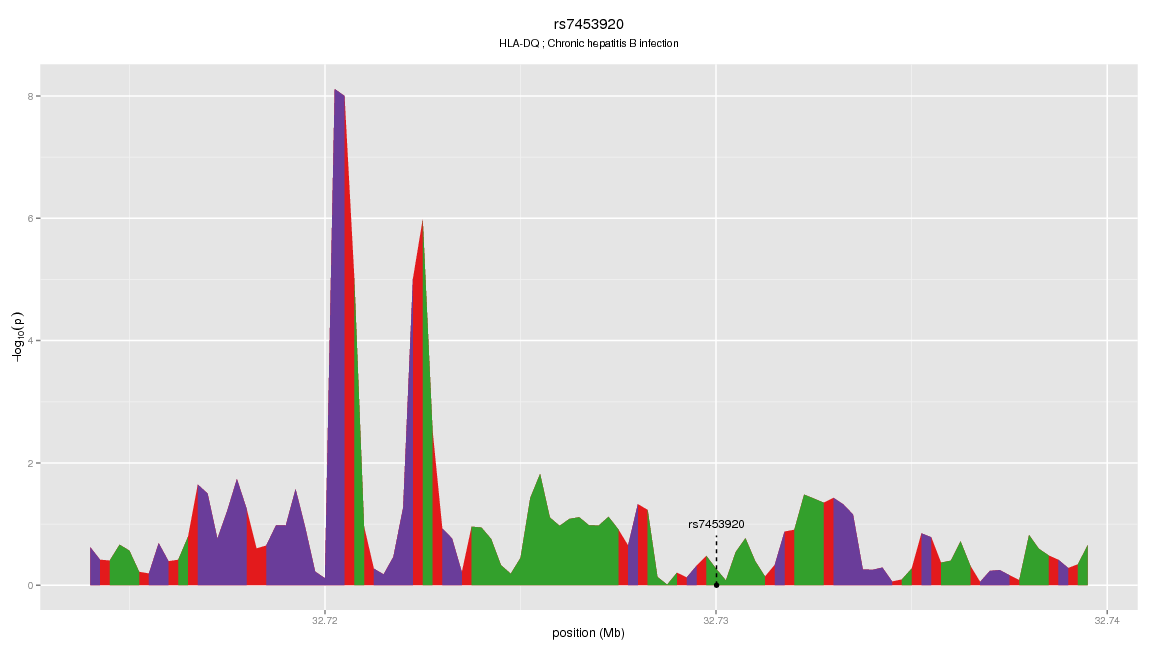 rs7453920
HLA-DQ ; Chronic hepatitis B infection
8
6
4
2
0
−log10(p)
rs7453920
32.72
32.73
32.74
position (Mb)